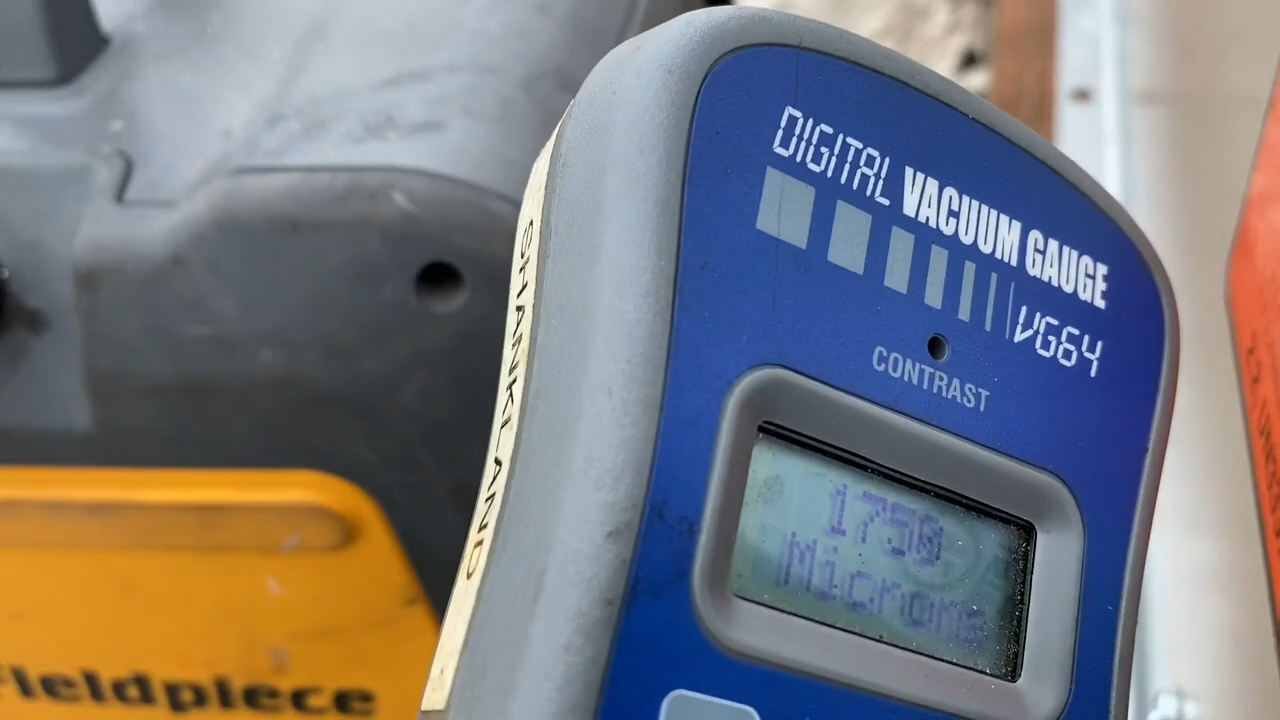 DIGITAL VACUUM GAUGE
VG64
CONTRAST
1750
Microns
SHANKLAND
Fieldpiece